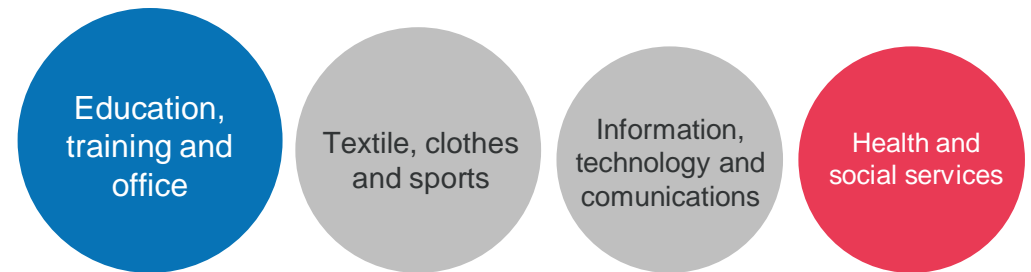 Education,
training and
office
Textile, clothes
and sports
Information,
technology and
comunications
Health and
social services